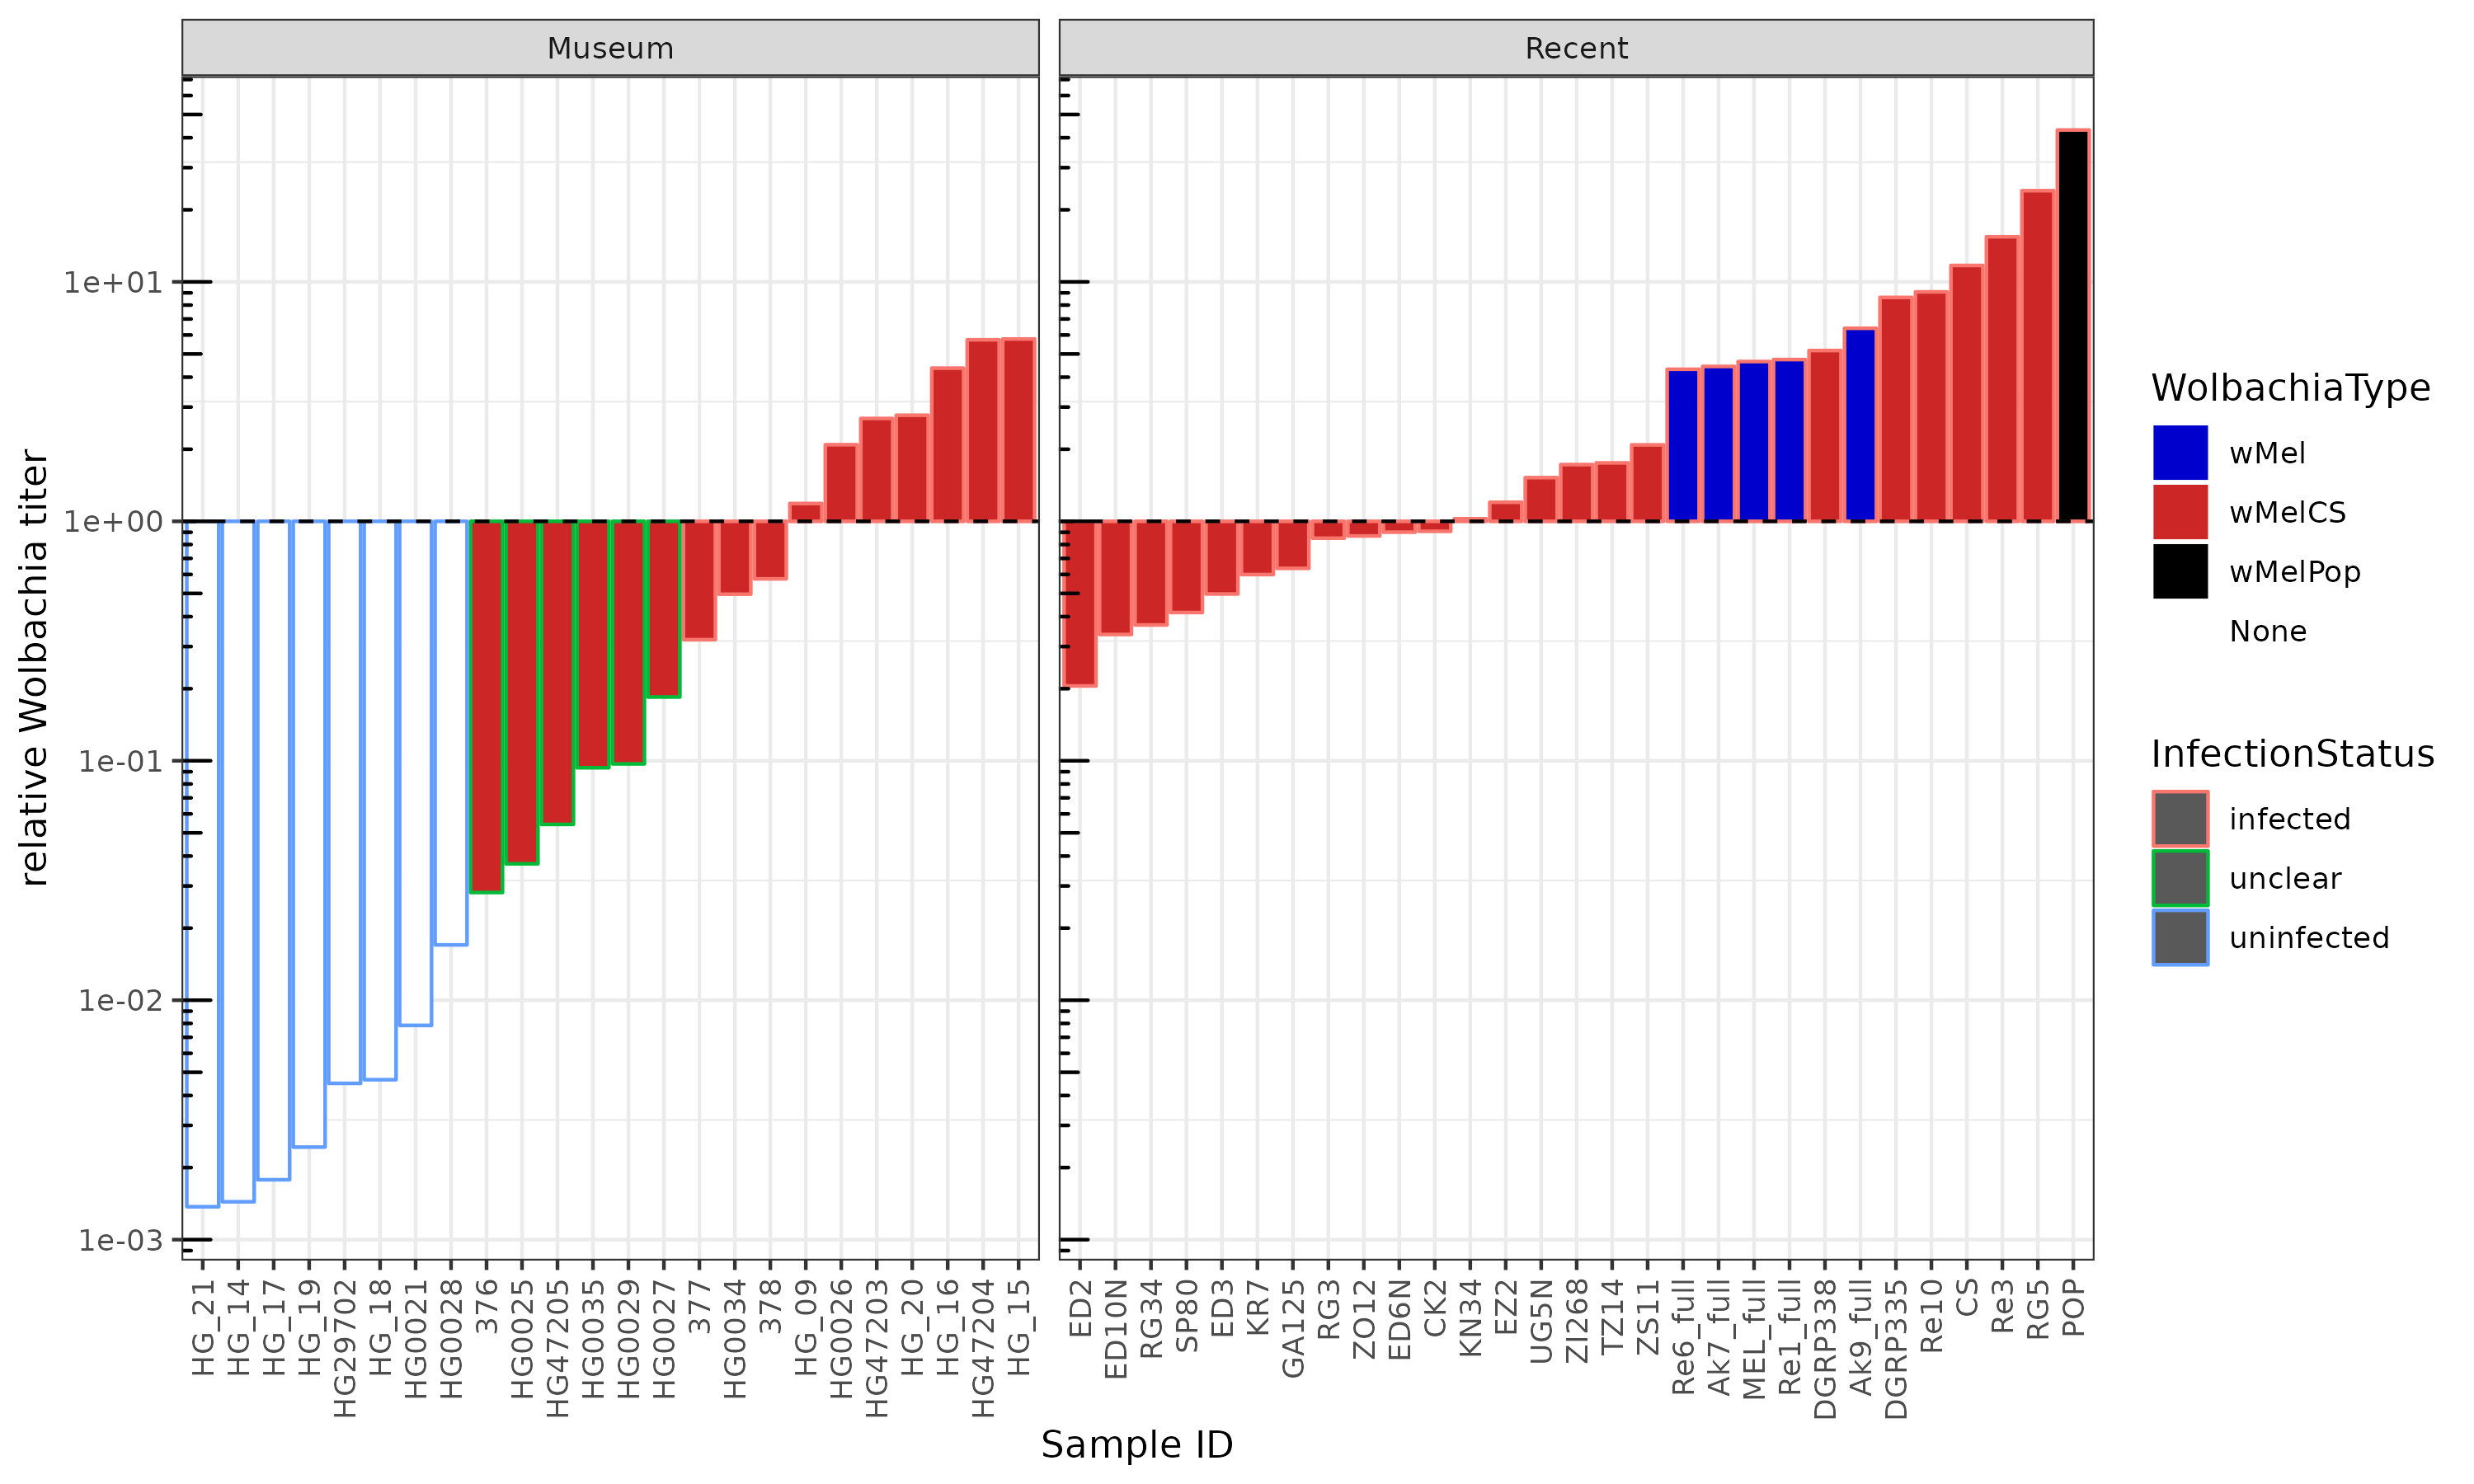 Museum
Recent
relative Wolbachia titer
1e+01
1e+00
1e-01
1e-02
1e-03
HG_21
HG_14
HG_17
HG_19
HG29702
HG_18
HG0021
HG0028
376
HG0025
HG47205
HG0035
HG0029
HG0027
377
HG0034
378
HG_09
HG0026
HG47203
HG_20
HG_16
HG47204
HG_15
ED2
ED10N
RG34
SP80
ED3
KR7
GA125
RG3
ZO12
ED6N
CK2
KN34
EZ2
UG5N
ZI268
TZ14
ZS11
Re6_full
Ak7_full
MEL_full
Re1_full
DGRP338
Ak9_full
DGRP335
Re10
CS
Re3
RG5
POP
Sample ID
WolbachiaType
wMel
wMelCS
wMelPop
None
InfectionStatus
infected
unclear
uninfected